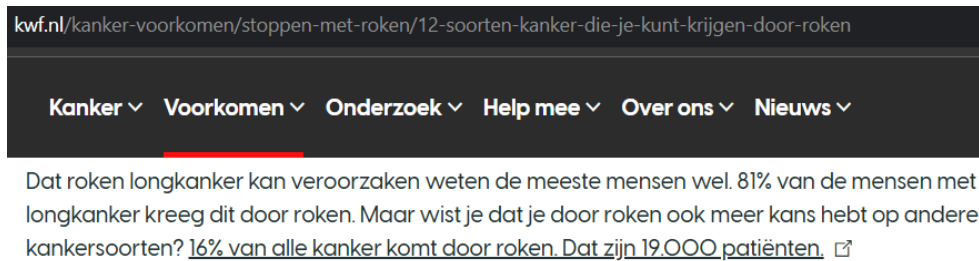 kwf.nl/kanker-voorkomen/stoppen-met-roken/12-soorten-kanker-die-je-kunt-krijgen-door-roken
Kanker Voorkomen Onderzoek Help mee Over ons Nieuws
Dat roken longkanker kan veroorzaken weten de meeste mensen wel. 81% van de mensen met
longkanker kreeg dit door roken. Maar wist je dat je door roken ook meer kans hebt op andere
kankersoorten? 16% van alle kanker komt door roken. Dat zijn 19.000 patiënten.